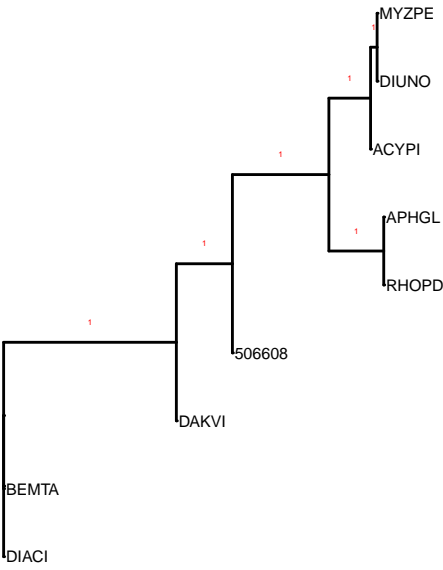 MYZPE
1
DIUNO
1
ACYPI
1
APHGL
1
RHOPD
1
506608
1
DAKVI
BEMTA
DIACI